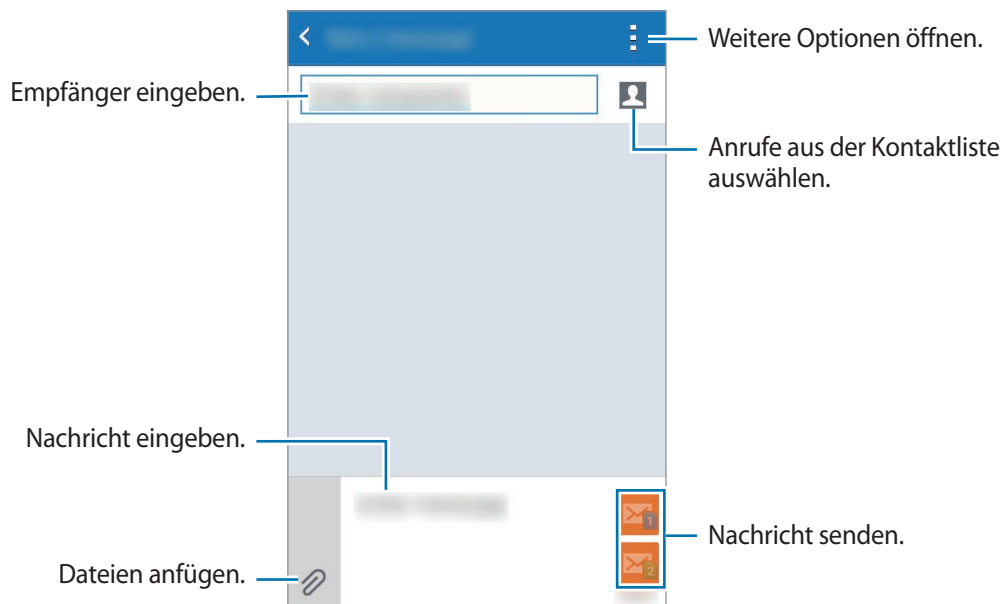 Weitere Optionen öffnen.
Empfänger eingeben.
Anrufe aus der Kontaktliste
auswählen.
Nachricht eingeben.
1
Nachricht senden.
2
Dateien anfügen.